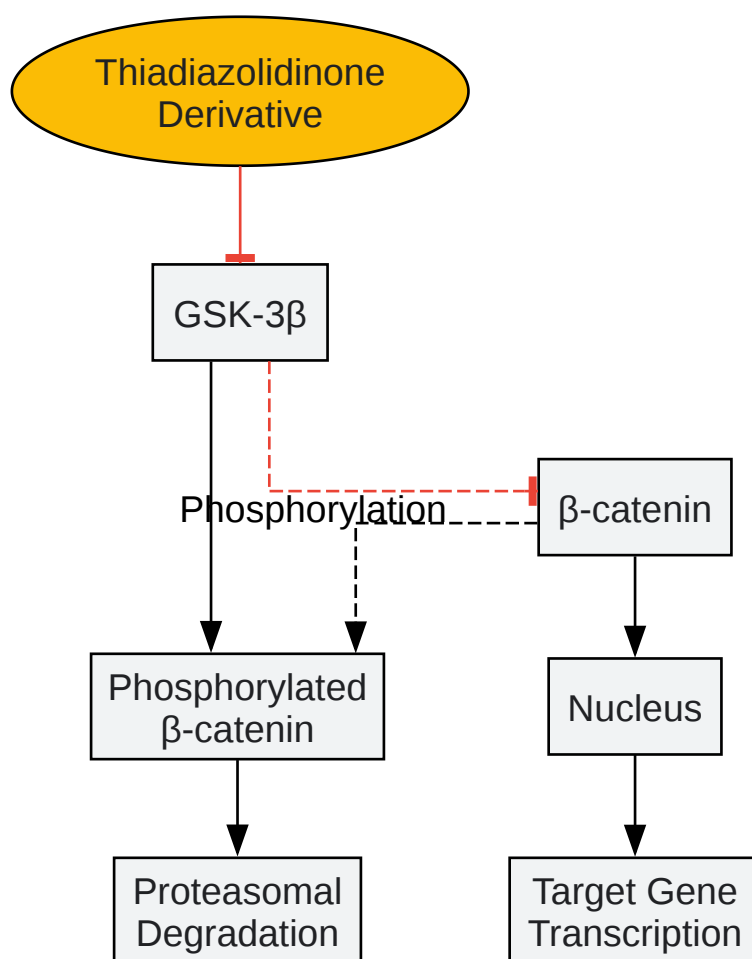 Thiadiazolidinone
Derivative
GSK-3β
Phosphorylation
β-catenin
Phosphorylated
β-catenin
Nucleus
Proteasomal
Degradation
Target Gene
Transcription